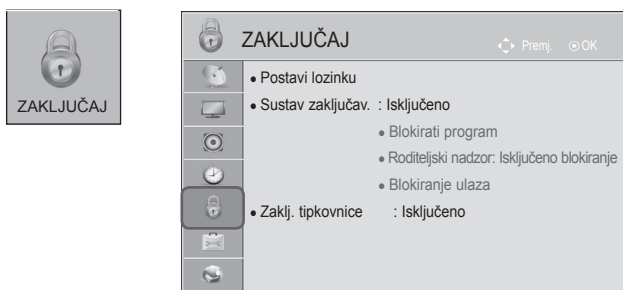 ZAKLJUČAJ
ZAKLJUČAJ
Premj.
OK
• Postavi lozinku
• Sustav zaključav. : Isključeno
• Blokirati program
• Roditeljski nadzor: Isključeno blokiranje
• Blokiranje ulaza
• Zaklj. tipkovnice : Isključeno